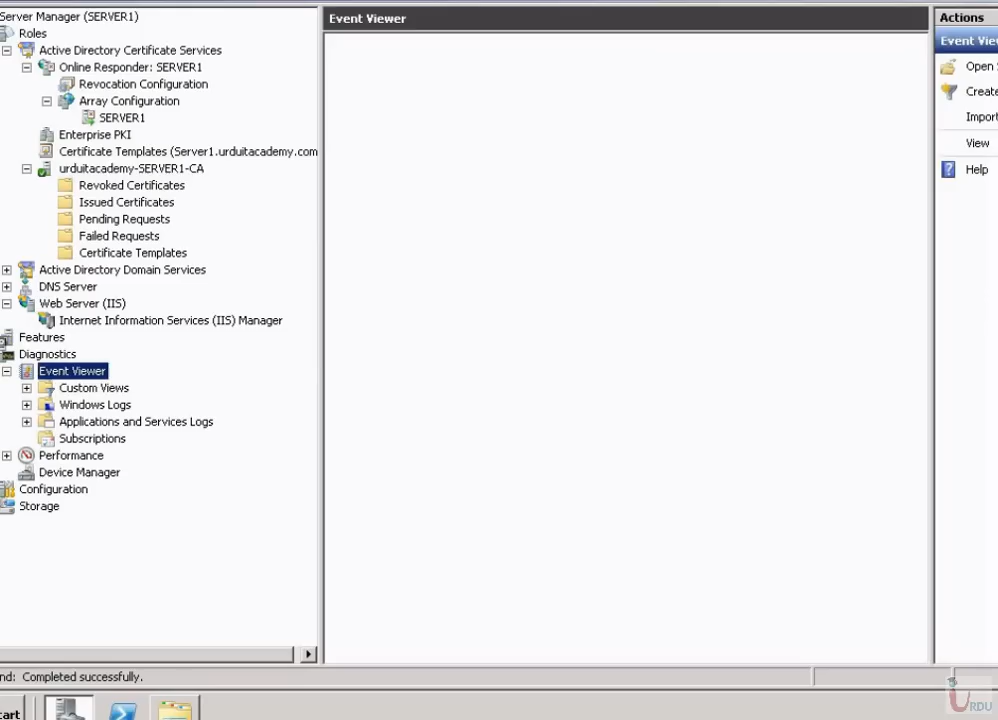 Server Manager (SERVER1)
Roles
Active Directory Certificate Services
Online Responder: SERVER1
Revocation Configuration
Array Configuration
SERVER1
Enterprise PKI
Certificate Templates (Server1.urduitacademy.com
urduitacademy-SERVER1-CA
Revoked Certificates
Issued Certificates
Pending Requests
Failed Requests
Certificate Templates
Active Directory Domain Services
DNS Server
Web Server (IIS)
Internet Information Services (IIS) Manager
Features
Diagnostics
Event Viewer
Custom Views
Windows Logs
Applications and Services Logs
Subscriptions
Performance
Device Manager
Configuration
Storage
Event Viewer
Actions
Event Vie
Open S
Create
Import
View
Help
nd: Completed successfully.
art
URDU